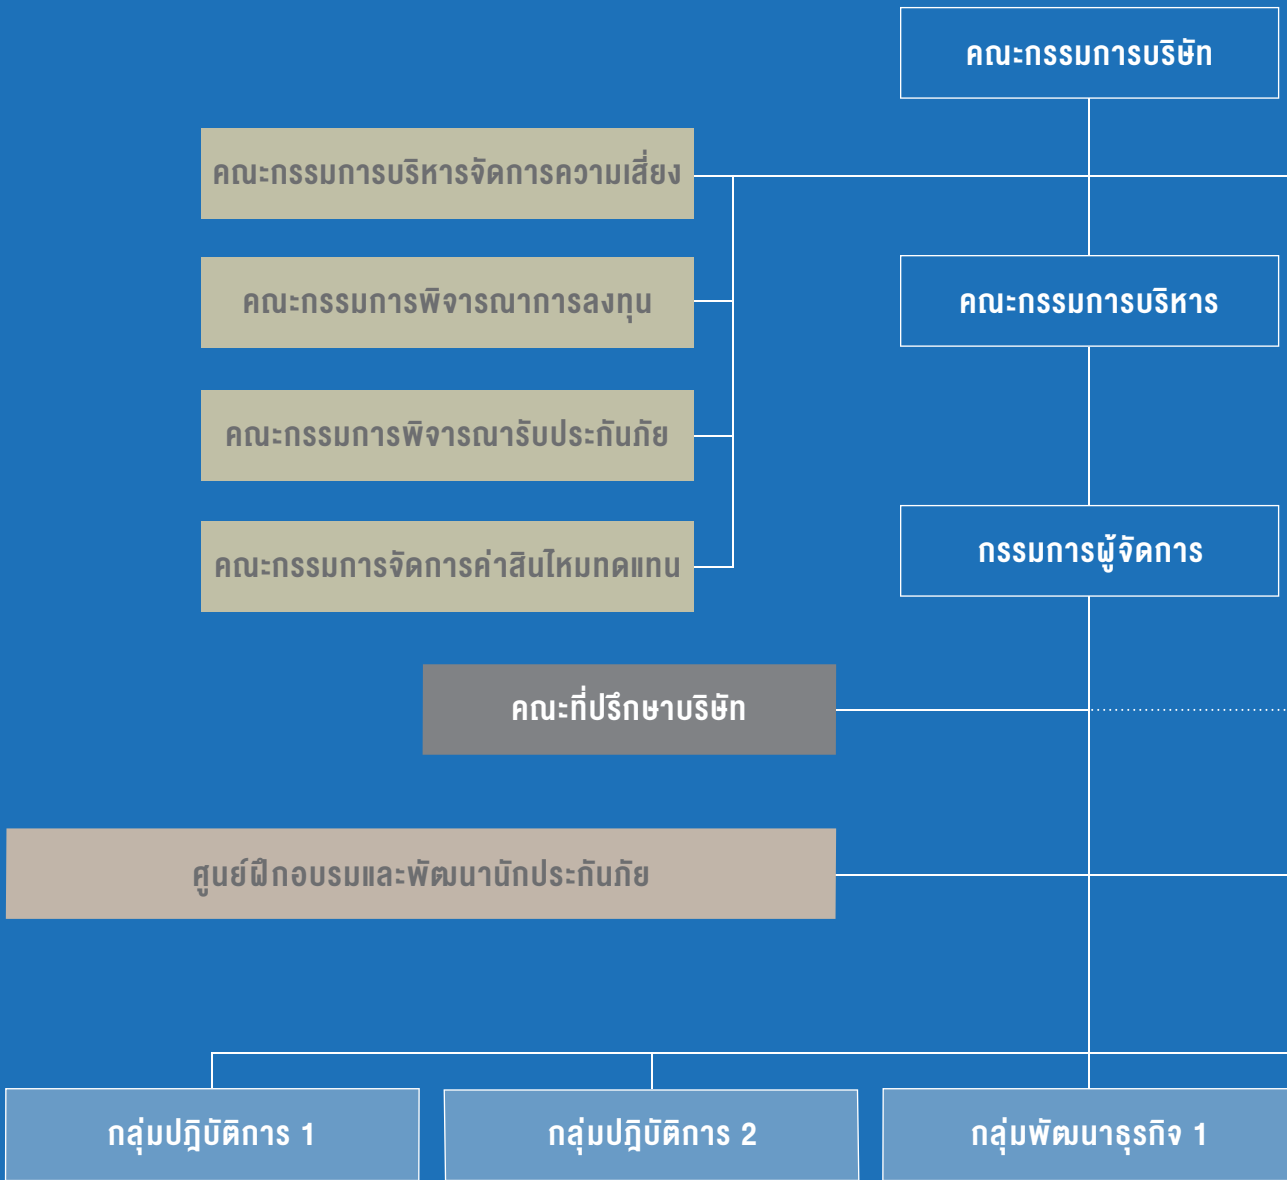 คณะกรรมการบริษัท
คณะกรรมการบริหารจัดการความเสี่ยง
คณะกรรมการพิจารณาการลงทุน
คณะกรรมการบริหาร
คณะกรรมการพิจารณารับประกันภัย
คณะกรรมการจัดการค่าสินไหมทดแทน
กรรมการผู้จัดการ
คณะที่ปรึกษาบริษัท
ศูนย์ฝึกอบรมและพัฒนานักประกันภัย
กลุ่มปฎิบัติการ 1
กลุ่มปฎิบัติการ 2
กลุ่มพัฒนาธุรกิจ 1